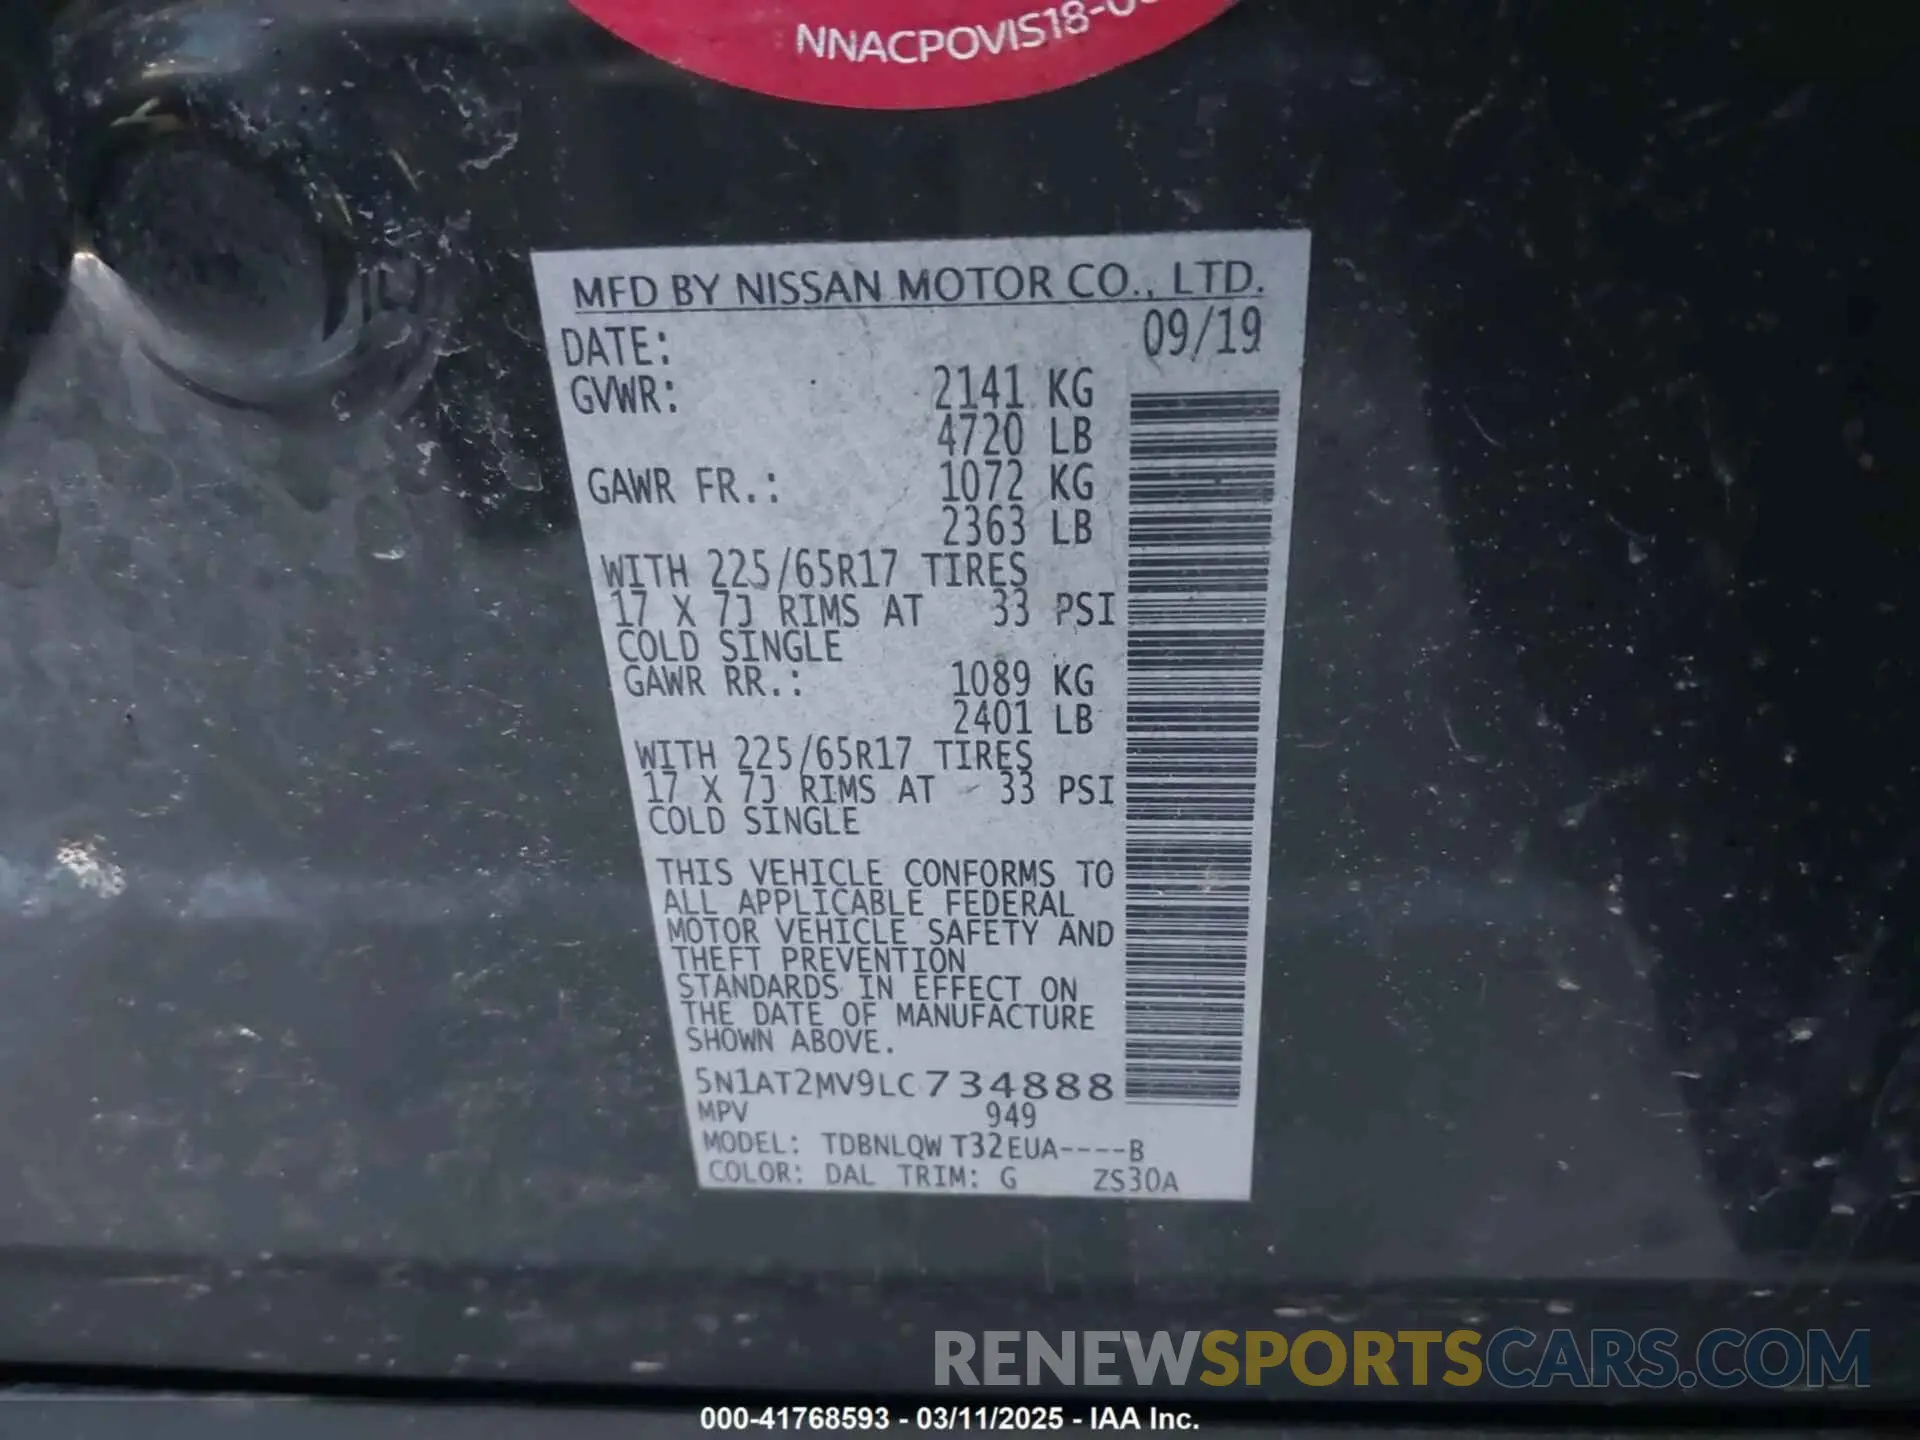 NNACPOVIS18-0
MFD BY NISSAN MOTOR CO., LTD.
DATE: 09/19
GVWR: 2141 KG
4720 LB
GAWR FR.: 1072 KG
2363 LB
WITH 225/65R17 TIRES
17 X 7J RIMS AT 33 PSI
COLD SINGLE
GAWR RR.: 1089 KG
2401 LB
WITH 225/65R17 TIRES
17 X 7J RIMS AT 33 PSI
COLD SINGLE
THIS VEHICLE CONFORMS TO
ALL APPLICABLE FEDERAL
MOTOR VEHICLE SAFETY AND
THEFT PREVENTION
STANDARDS IN EFFECT ON
THE DATE OF MANUFACTURE
SHOWN ABOVE.
5N1AT2MV9LC734888
MPV 949
MODEL: TDBNLQW T32EUA----B
COLOR: DAL TRIM: G ZS30A
RENEWSPORTSCARS.COM
000-41768593 - 03/11/2025 - IAA Inc.